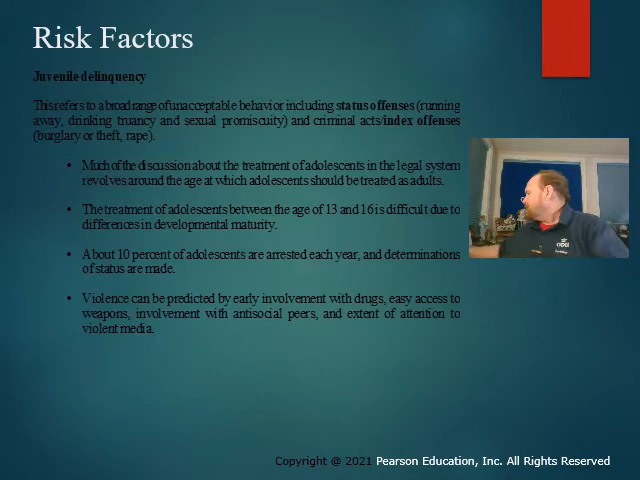 Risk Factors
Juvenile delinquency
This refers to a broad range of unacceptable behavior including status offenses (running
away, drinking truancy and sexual promiscuity) and criminal acts/index offenses
(burglary or theft, rape).
• Much of the discussion about the treatment of adolescents in the legal system
revolves around the age at which adolescents should be treated as adults.
• The treatment of adolescents between the age of 13 and 16 is difficult due to
differences in developmental maturity.
• About 10 percent of adolescents are arrested each year, and determinations
of status are made.
• Violence can be predicted by early involvement with drugs, easy access to
weapons, involvement with antisocial peers, and extent of attention to
violent media.
Copyright @ 2021 Pearson Education, Inc. All Rights Reserved